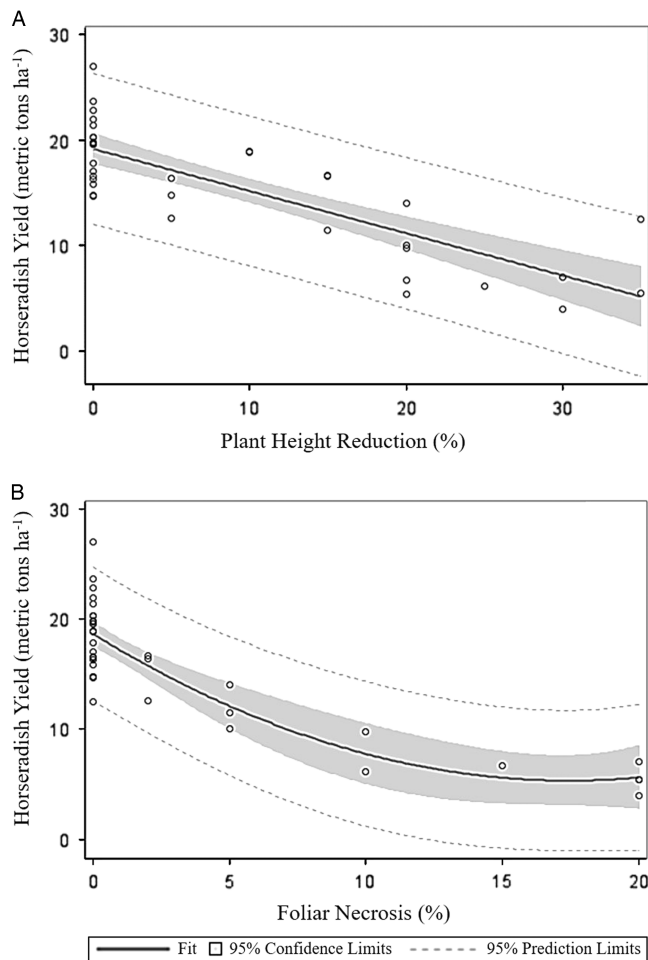 A
30
20
10
0
Horseradish Yield (metric tons ha⁻¹)
0 10 20 30
Plant Height Reduction (%)
B
30
20
10
0
Horseradish Yield (metric tons ha⁻¹)
0 5 10 15 20
Foliar Necrosis (%)
Fit 95% Confidence Limits 95% Prediction Limits